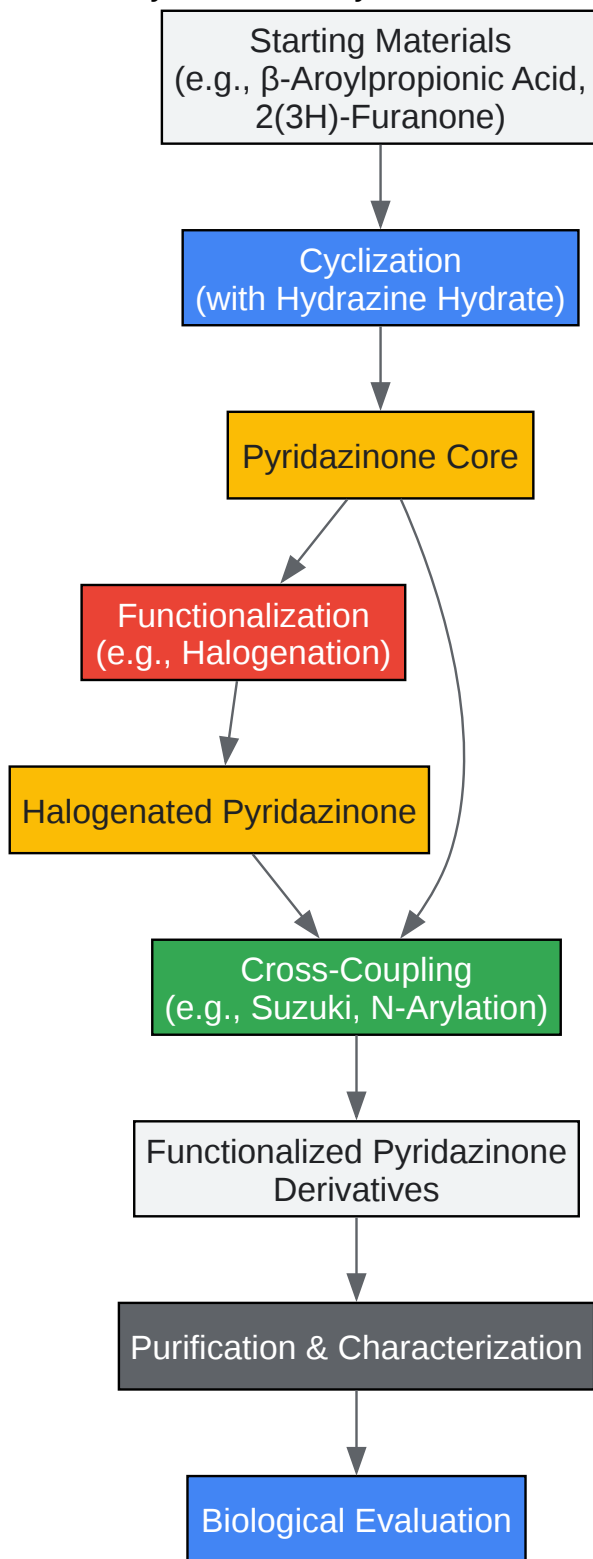 Starting Materials
(e.g., β-Aroylpropionic Acid,
2(3H)-Furanone)
Cyclization
(with Hydrazine Hydrate)
Pyridazinone Core
Functionalization
(e.g., Halogenation)
Halogenated Pyridazinone
Cross-Coupling
(e.g., Suzuki, N-Arylation)
Functionalized Pyridazinone
Derivatives
Purification & Characterization
Biological Evaluation